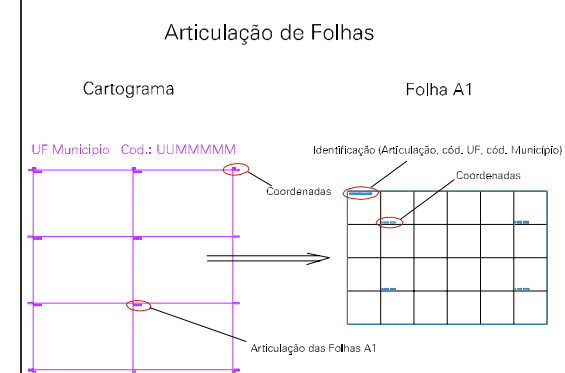 Articulação de Folhas
Cartograma
Folha A1
UF Municipio Cod.: UUMMMMM
Identificação (Articulação, cód. UF, cód. Município)
Coordenadas
Coordenadas
Articulação das Folhas A1